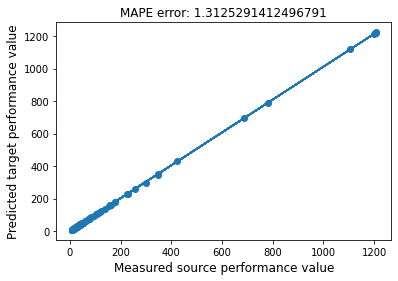 MAPE error: 1.3125291412496791
Predicted target performance value
1200
1000
800
600
400
200
0
0 200 400 600 800 1000 1200
Measured source performance value